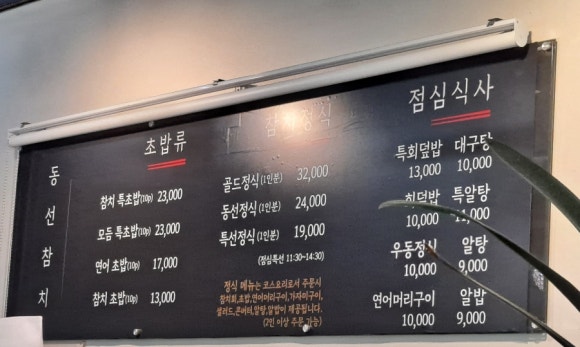 동선참치
초밥류
참치 특초밥(10p) 23,000
모듬 특초밥(10p) 23,000
연어 초밥(10p) 17,000
참치 초밥(10p) 13,000
참치정식
골드정식(1인분) 32,000
동선정식(1인분) 24,000
특선정식(1인분) 19,000
(점심특선 11:30~14:30)
정식 메뉴는 코스요리로서 주문시
참치회,초밥,연어머리구이,가자미구이,
샐러드,콘버터,알탕,알밥이 제공됩니다.
(2인 이상 주문 가능)
점심식사
특회덮밥 13,000
대구탕 10,000
회덮밥 10,000
특알탕 11,000
우동정식 10,000
알탕 9,000
연어머리구이 10,000
알밥 9,000